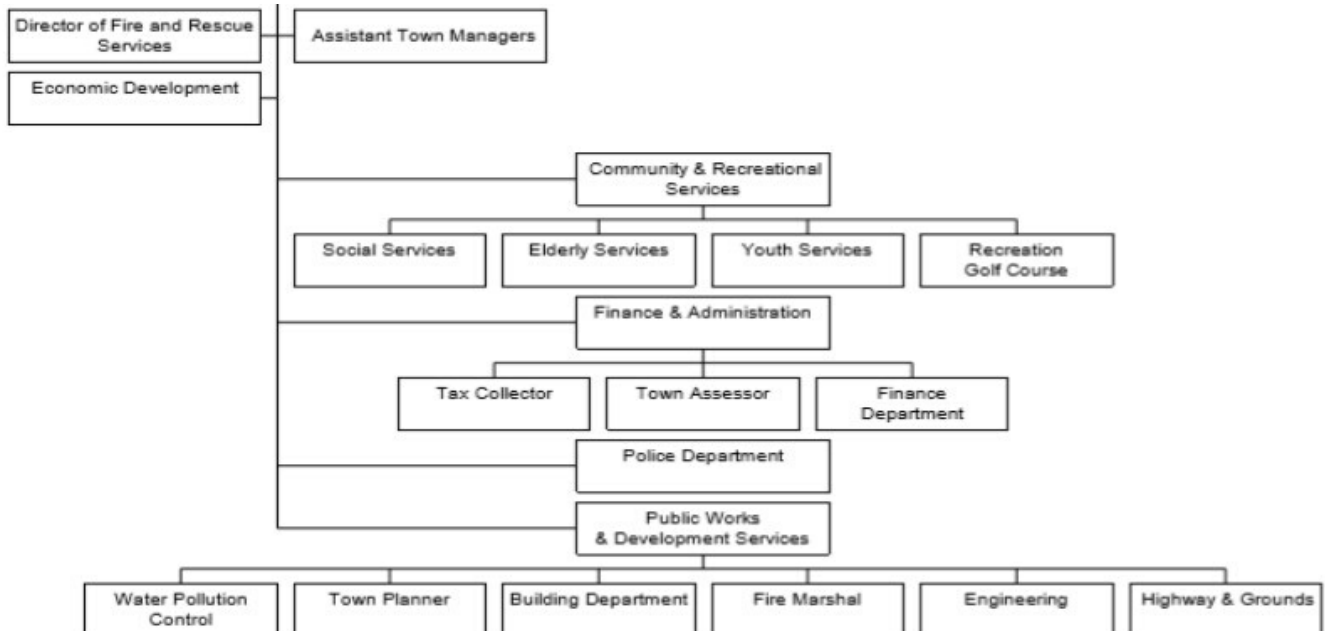 Director of Fire and Rescue
Services
Assistant Town Managers
Economic Development
Community & Recreational
Services
Social Services
Elderly Services
Youth Services
Recreation
Golf Course
Finance & Administration
Tax Collector
Town Assessor
Finance
Department
Police Department
Public Works
& Development Services
Water Pollution
Control
Town Planner
Building Department
Fire Marshal
Engineering
Highway & Grounds